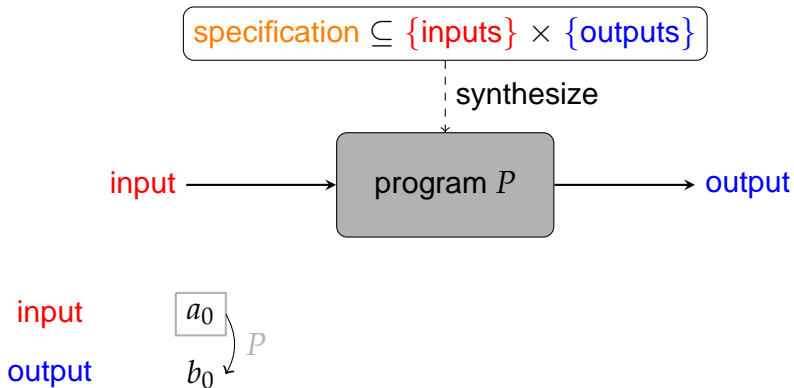 specification ⊆ {inputs} × {outputs}
synthesize
input program P output
input a₀
P
output b₀